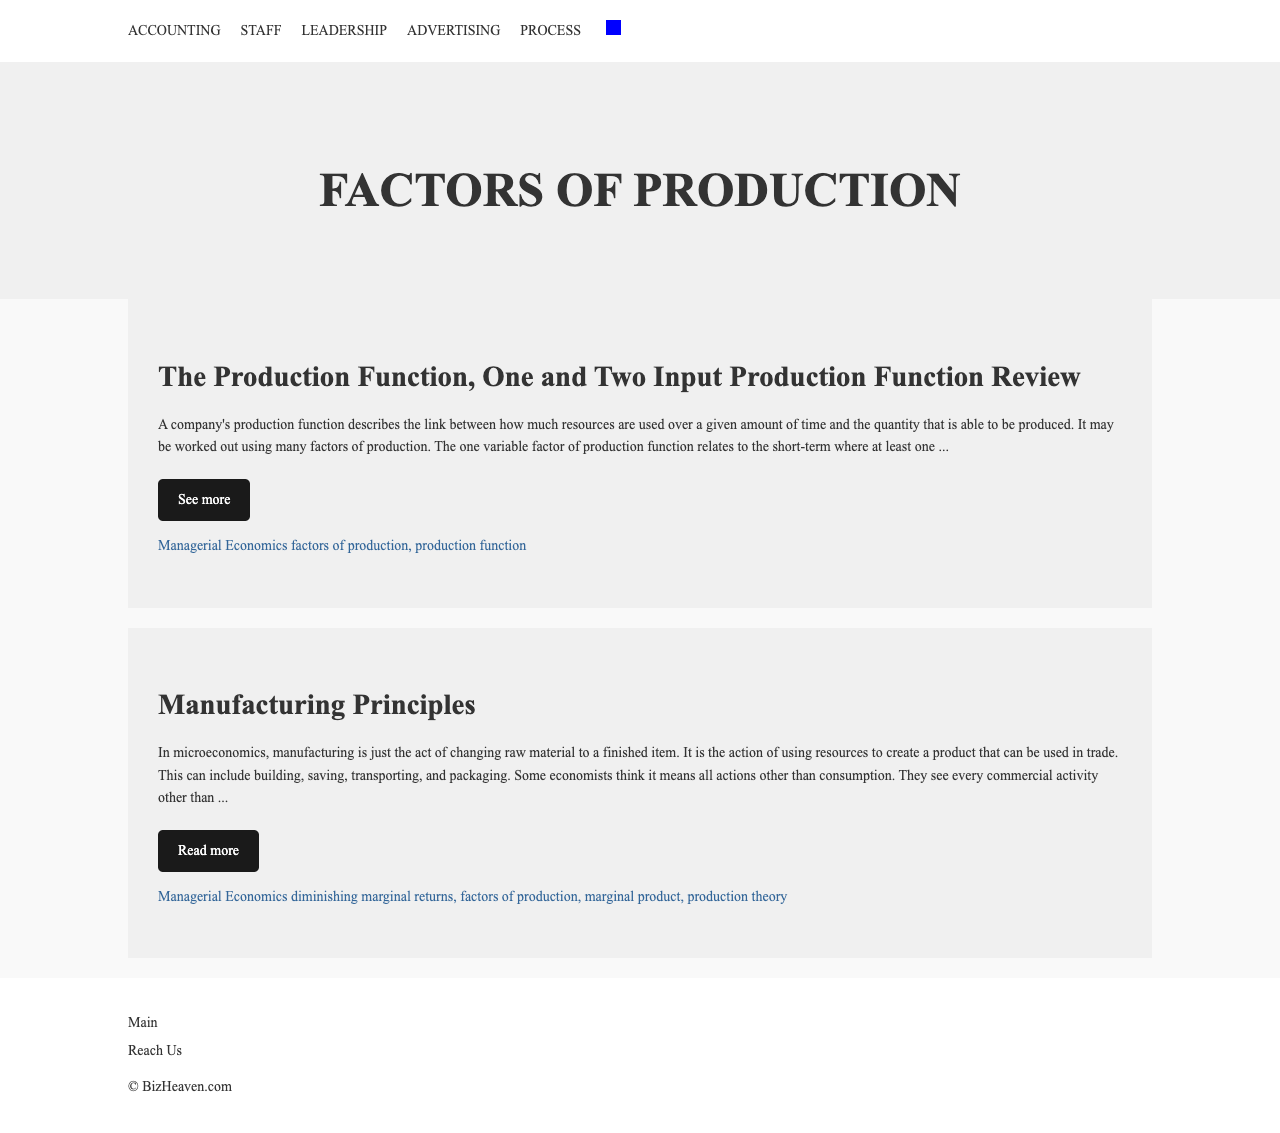 ACCOUNTING STAFF LEADERSHIP ADVERTISING PROCESS
FACTORS OF PRODUCTION
The Production Function, One and Two Input Production Function Review
A company's production function describes the link between how much resources are used over a given amount of time and the quantity that is able to be produced. It may
be worked out using many factors of production. The one variable factor of production function relates to the short-term where at least one ...
See more
Managerial Economics factors of production, production function
Manufacturing Principles
In microeconomics, manufacturing is just the act of changing raw material to a finished item. It is the action of using resources to create a product that can be used in trade.
This can include building, saving, transporting, and packaging. Some economists think it means all actions other than consumption. They see every commercial activity
other than ...
Read more
Managerial Economics diminishing marginal returns, factors of production, marginal product, production theory
Main
Reach Us
© BizHeaven.com